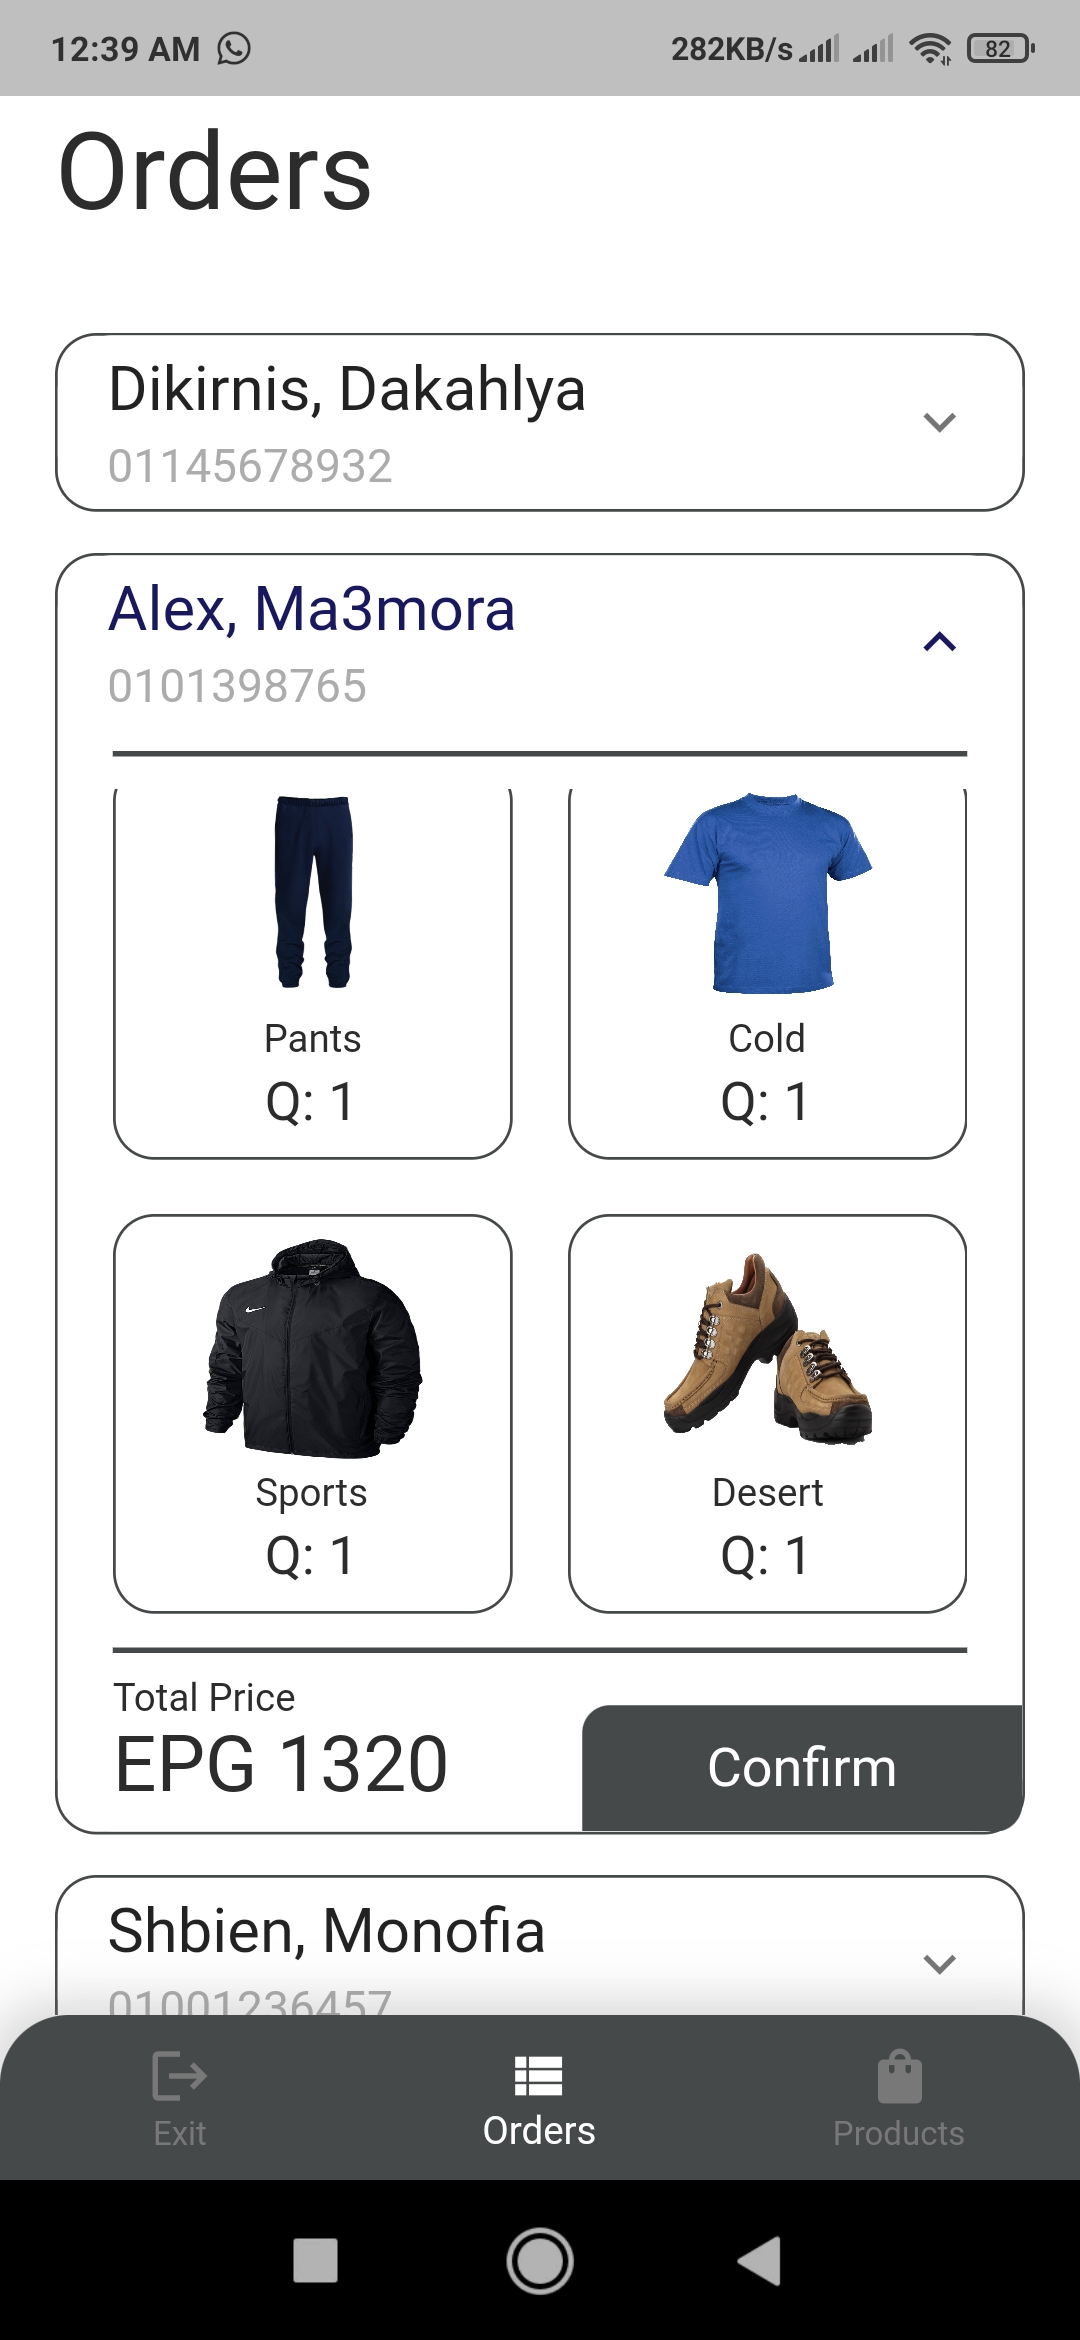 12:39 AM 282KB/s 82
Orders
Dikirnis, Dakahlya
01145678932
Alex, Ma3mora
0101398765
Pants Cold
Q: 1 Q: 1
Sports Desert
Q: 1 Q: 1
Total Price
EPG 1320
Confirm
Shbien, Monofia
01001236457
Exit Orders Products